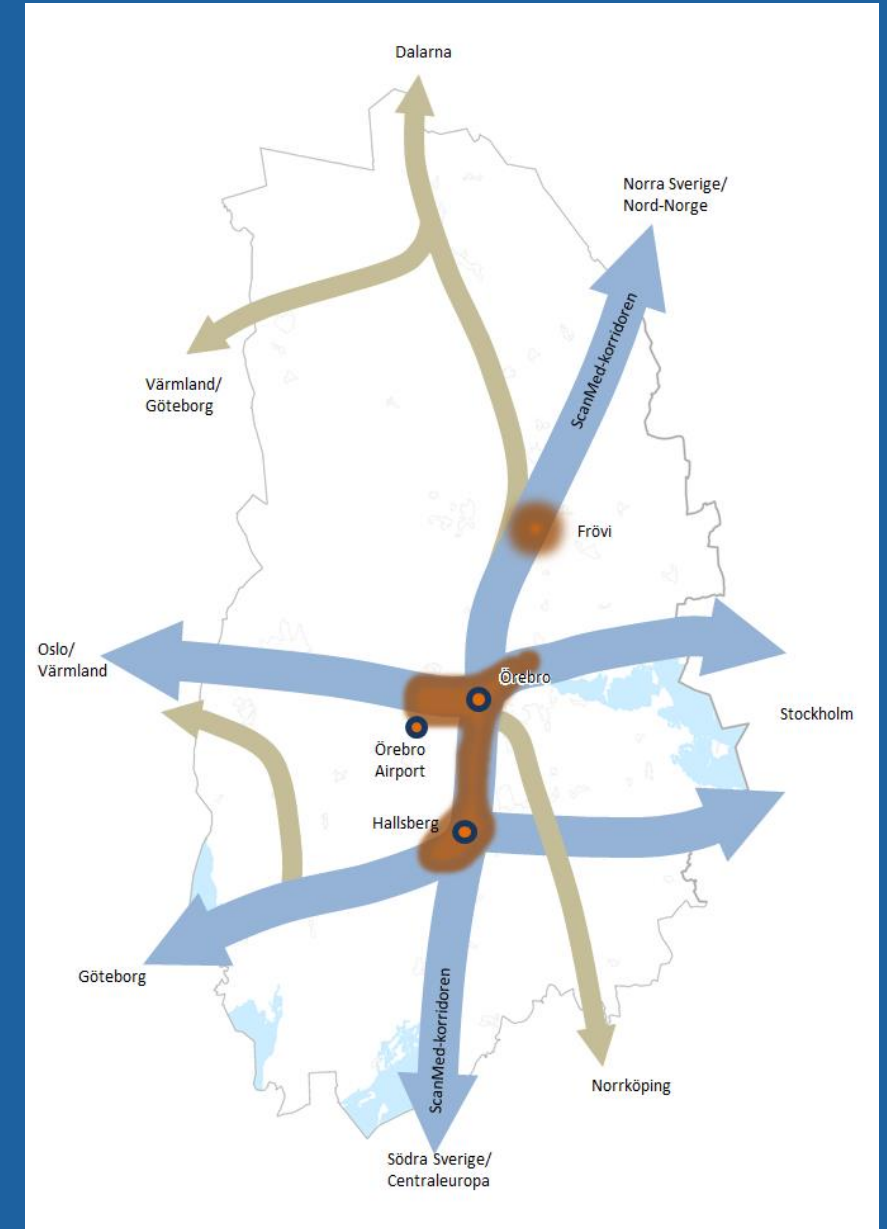 Dalarna
Norra Sverige/
Nord-Norge
ScanMed-korridoren
Värmland/
Göteborg
Frövi
Oslo/
Värmland
Örebro
Stockholm
Örebro
Airport
Hallsberg
Göteborg
ScanMed-korridoren
Norrköping
Södra Sverige/
Centraleuropa